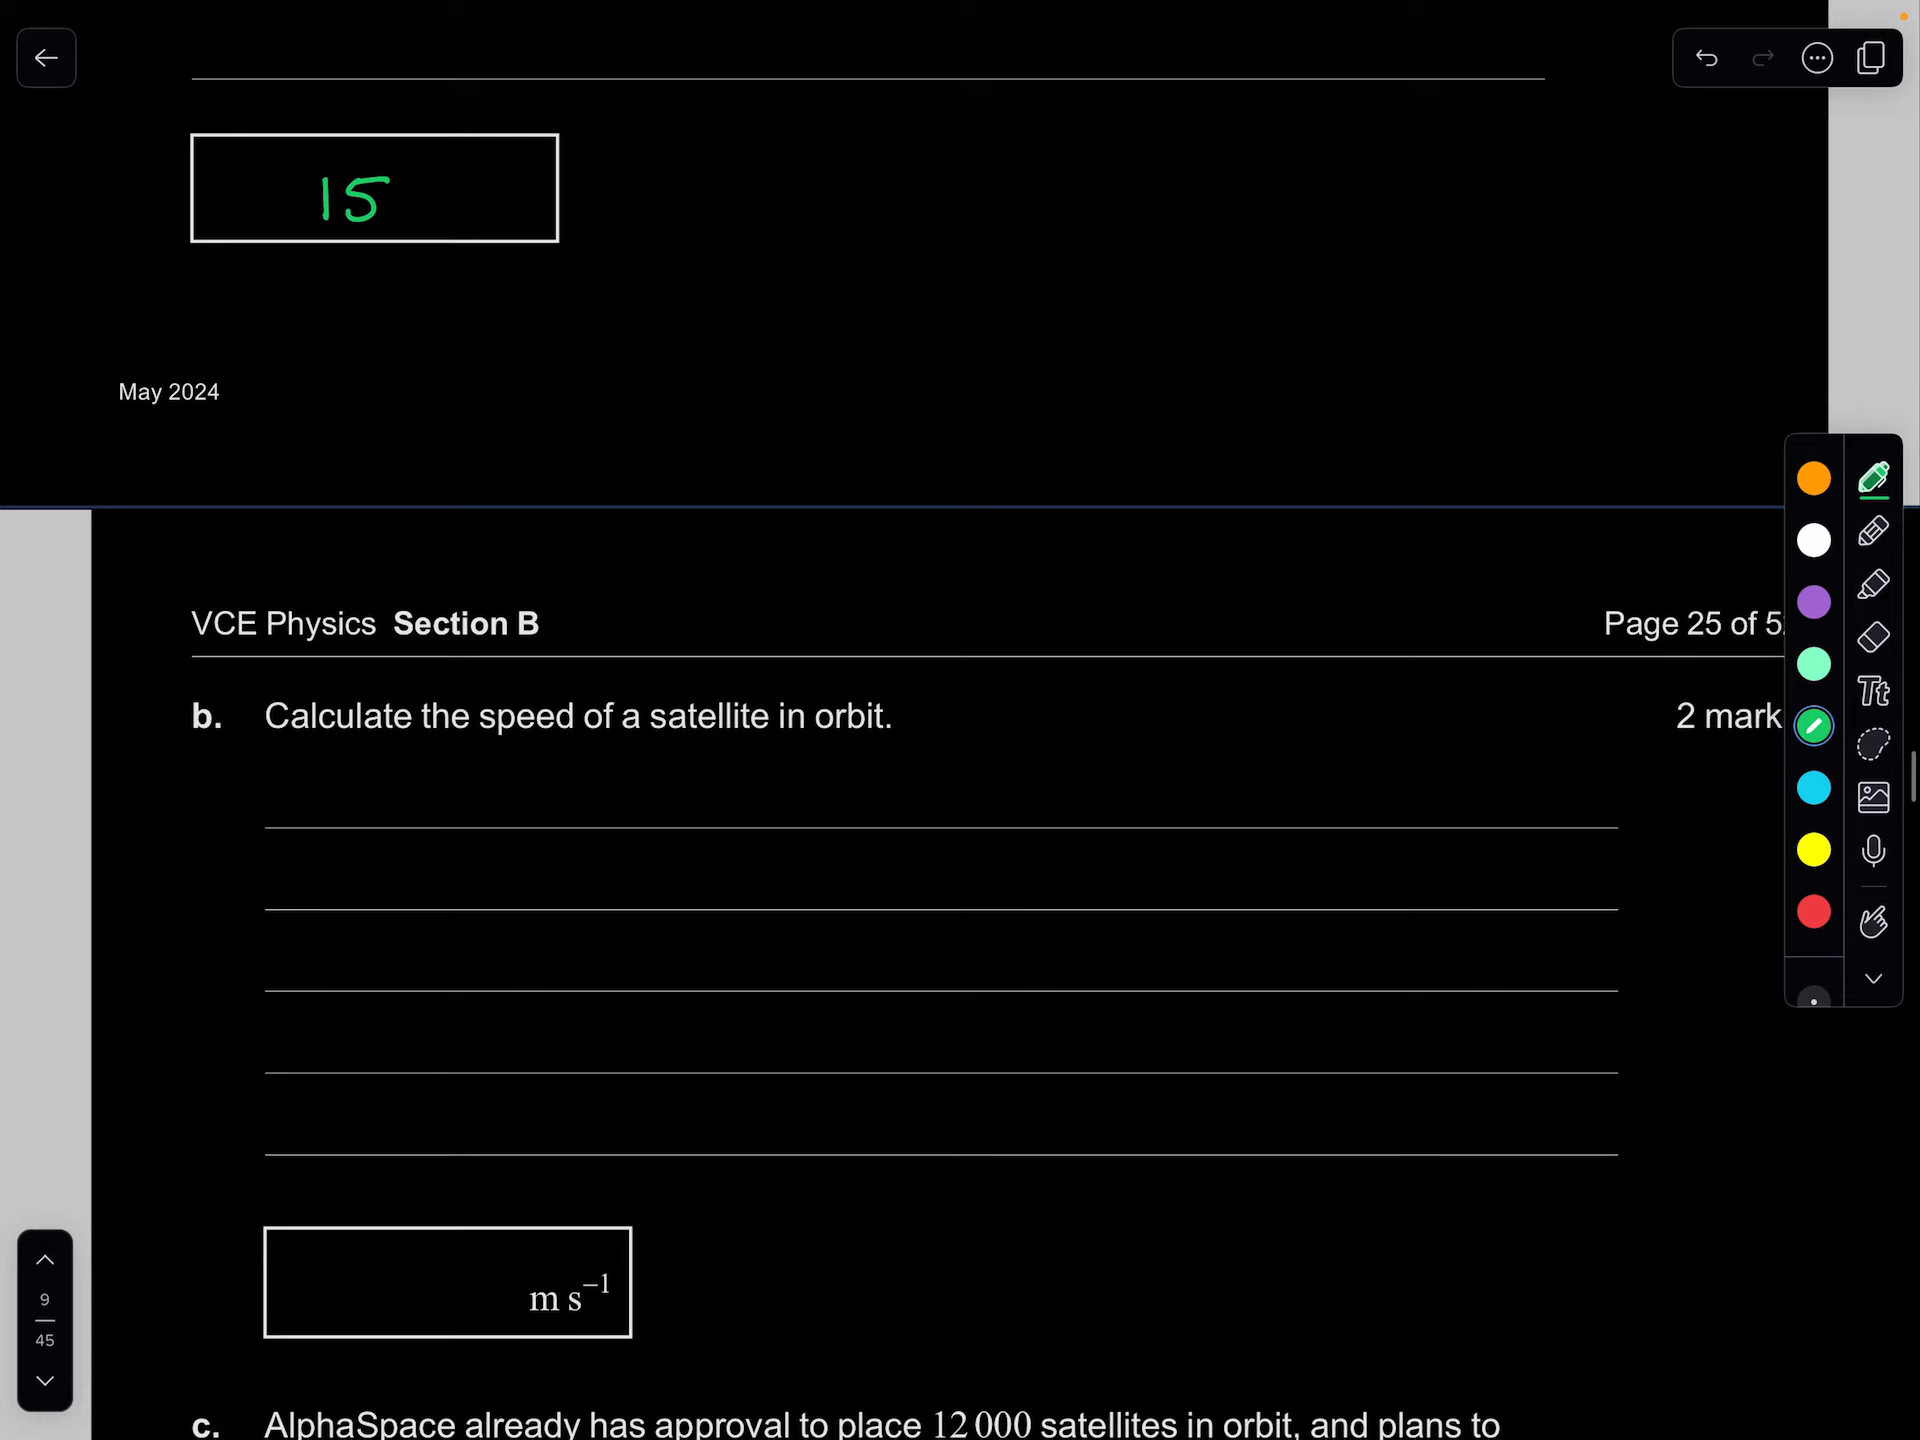 15
May 2024
VCE Physics Section B
Page 25 of 5
b. Calculate the speed of a satellite in orbit.
2 mark
Tt
m s⁻¹
9
45
c. AlphaSpace already has approval to place 12 000 satellites in orbit, and plans to